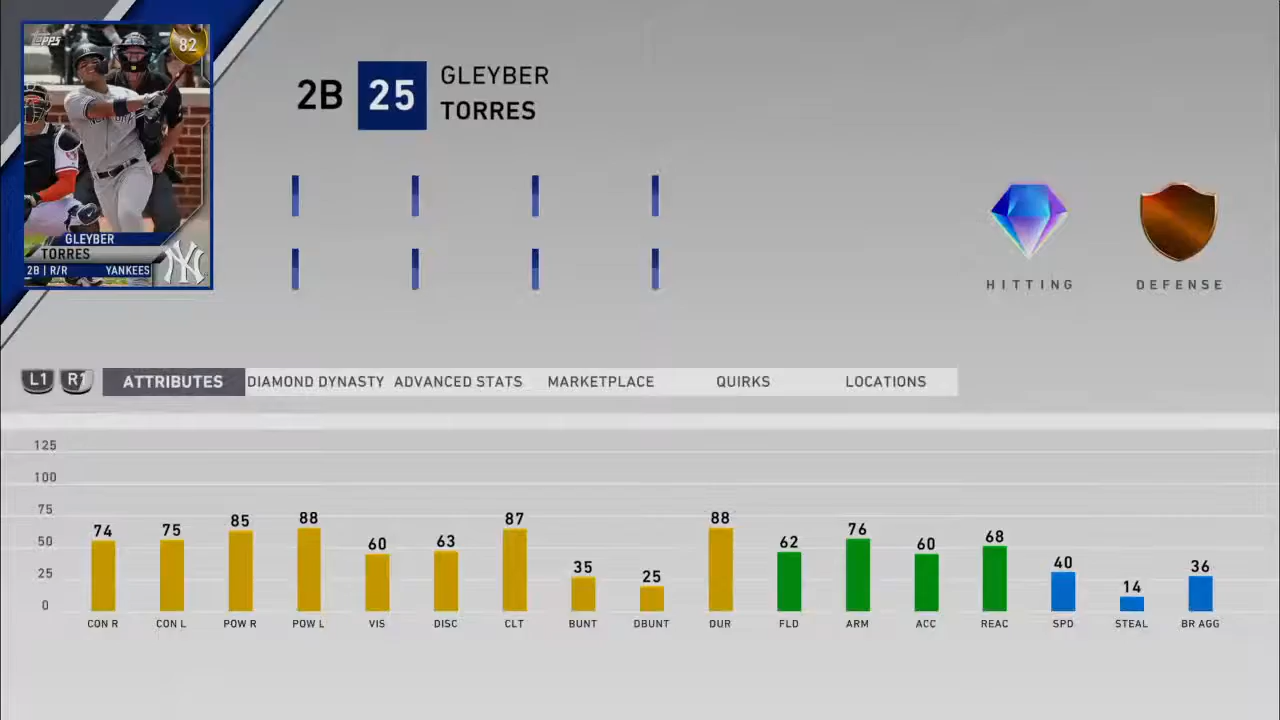 Topps
82
GLEYBER
TORRES
2B | R/R YANKEES
NY
2B 25 GLEYBER
TORRES
HITTING DEFENSE
L1 R1 ATTRIBUTES DIAMOND DYNASTY ADVANCED STATS MARKETPLACE QUIRKS LOCATIONS
125
100
75
50
25
0
74 75 85 88 60 63 87 35 25 88 62 76 60 68 40 14 36
CON R CON L POW R POW L VIS DISC CLT BUNT DBUNT DUR FLD ARM ACC REAC SPD STEAL BR AGG